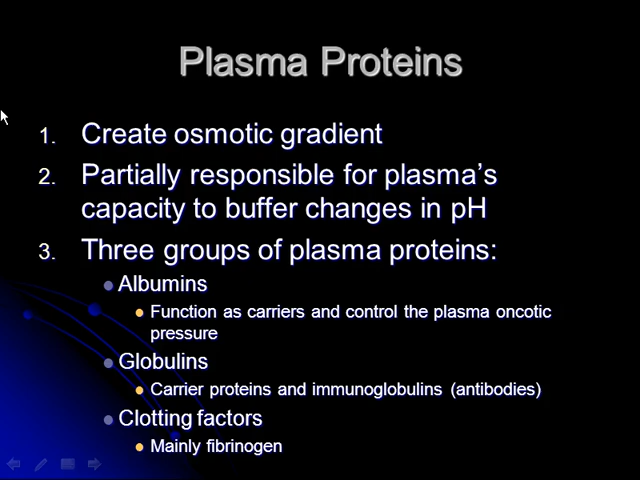 Plasma Proteins
1. Create osmotic gradient
2. Partially responsible for plasma's
capacity to buffer changes in pH
3. Three groups of plasma proteins:
Albumins
Function as carriers and control the plasma oncotic
pressure
Globulins
Carrier proteins and immunoglobulins (antibodies)
Clotting factors
Mainly fibrinogen